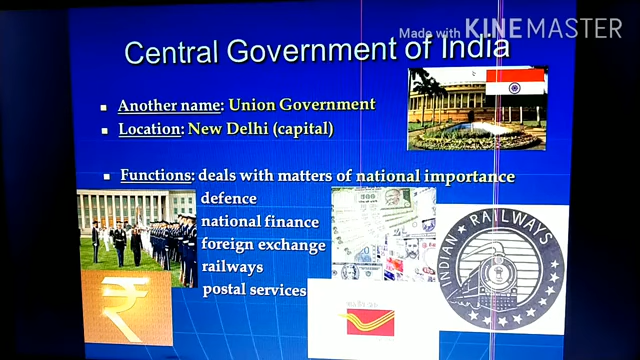 Made with KINEMASTER
Central Government of India
Another name: Union Government
Location: New Delhi (capital)
Functions: deals with matters of national importance
defence
national finance
foreign exchange
railways
postal services
INDIAN RAILWAYS